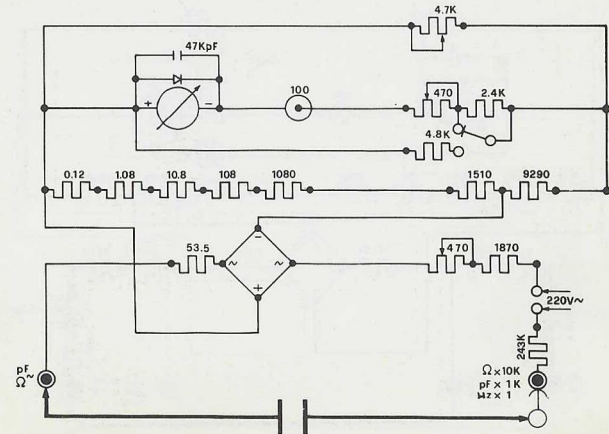 4.7K
47KpF
+ −
100
470 2.4K
4.8K
0.12 1.08 10.8 108 1080 1510 9290
−
53.5 ~ ~ 470 1870
+
220V~
243K
pF
Ω~
Ω×10K
pF×1K
µz×1